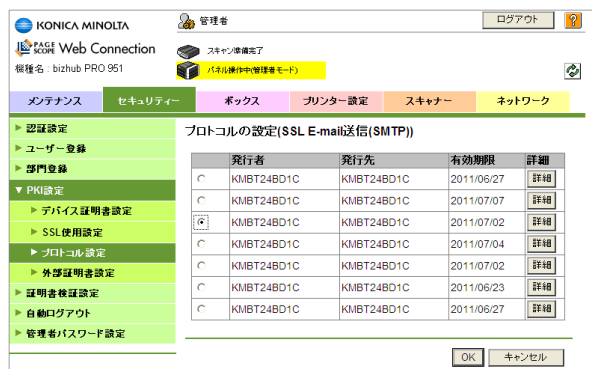 KONICA MINOLTA
管理者
ログアウト
?
PAGE SCOPE Web Connection
スキャン準備完了
機種名 : bizhub PRO 951
パネル操作中(管理者モード)
メンテナンス
セキュリティー
ボックス
プリンター設定
スキャナー
ネットワーク
認証設定
ユーザー登録
部門登録
PKI設定
デバイス証明書設定
SSL使用設定
プロトコル設定
外部証明書設定
証明書検証設定
自動ログアウト
管理者パスワード設定
プロトコルの設定(SSL E-mail送信(SMTP))
発行者 発行先 有効期限 詳細
KMBT24BD1C KMBT24BD1C 2011/06/27 詳細
KMBT24BD1C KMBT24BD1C 2011/07/07 詳細
KMBT24BD1C KMBT24BD1C 2011/07/02 詳細
KMBT24BD1C KMBT24BD1C 2011/07/04 詳細
KMBT24BD1C KMBT24BD1C 2011/07/02 詳細
KMBT24BD1C KMBT24BD1C 2011/06/23 詳細
KMBT24BD1C KMBT24BD1C 2011/06/27 詳細
OK
キャンセル